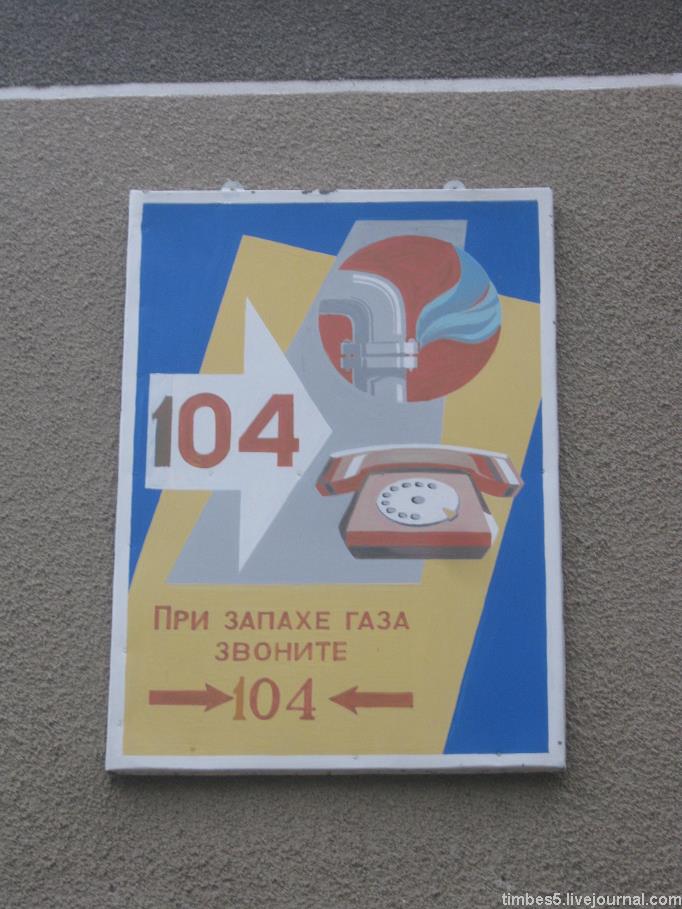 104
При запахе газа
звоните
104
timbes5.livejournal.com